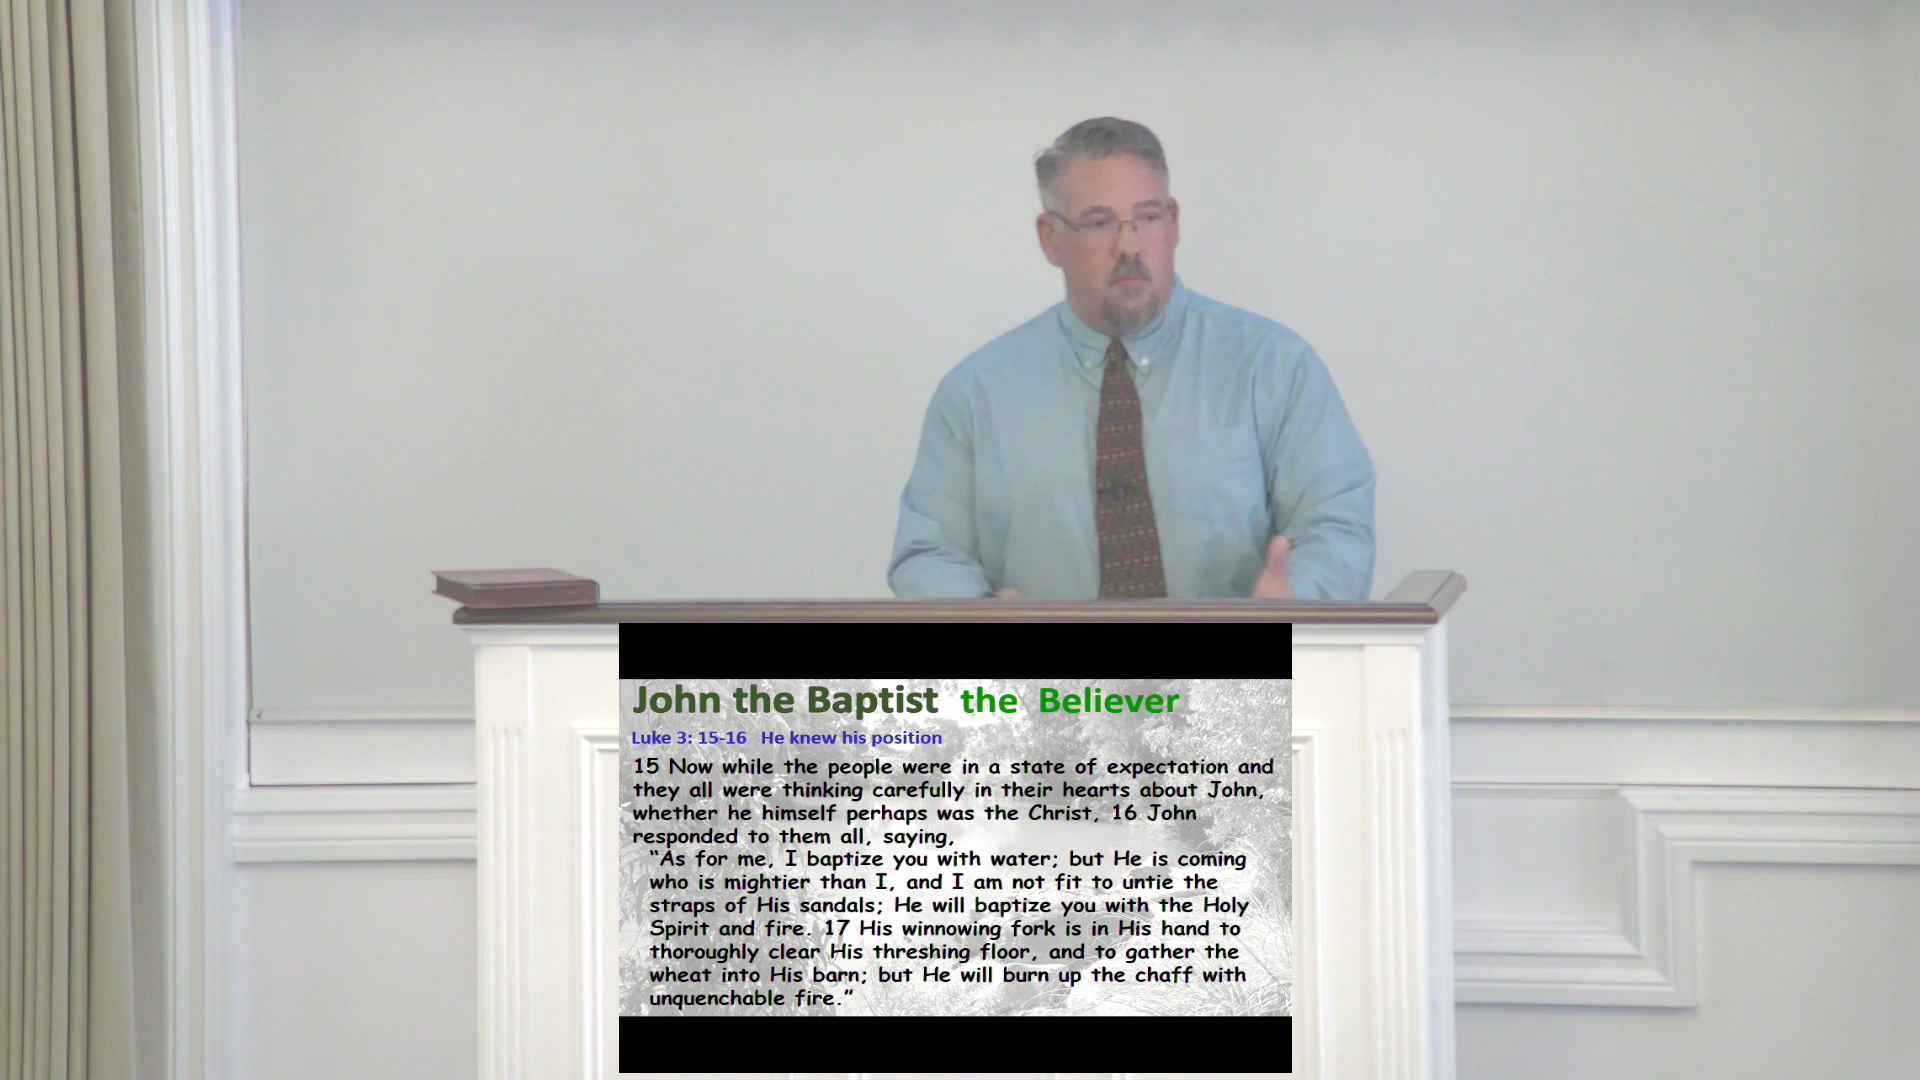 John the Baptist the Believer
Luke 3: 15-16 He knew his position
15 Now while the people were in a state of expectation and
they all were thinking carefully in their hearts about John,
whether he himself perhaps was the Christ, 16 John
responded to them all, saying,
“As for me, I baptize you with water; but He is coming
who is mightier than I, and I am not fit to untie the
straps of His sandals; He will baptize you with the Holy
Spirit and fire. 17 His winnowing fork is in His hand to
thoroughly clear His threshing floor, and to gather the
wheat into His barn; but He will burn up the chaff with
unquenchable fire.”